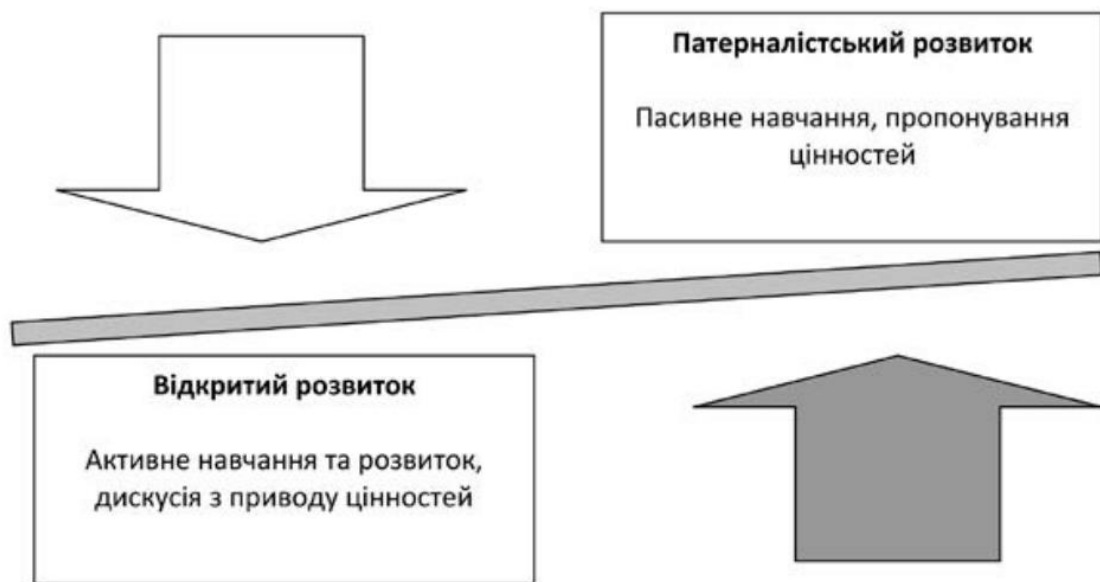 Патерналістський розвиток
Пасивне навчання, пропонування
цінностей
Відкритий розвиток
Активне навчання та розвиток,
дискусія з приводу цінностей